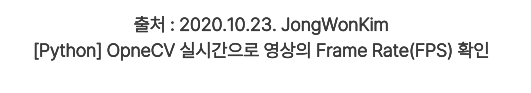 출처 : 2020.10.23. JongWonKim
[Python] OpneCV 실시간으로 영상의 Frame Rate(FPS) 확인